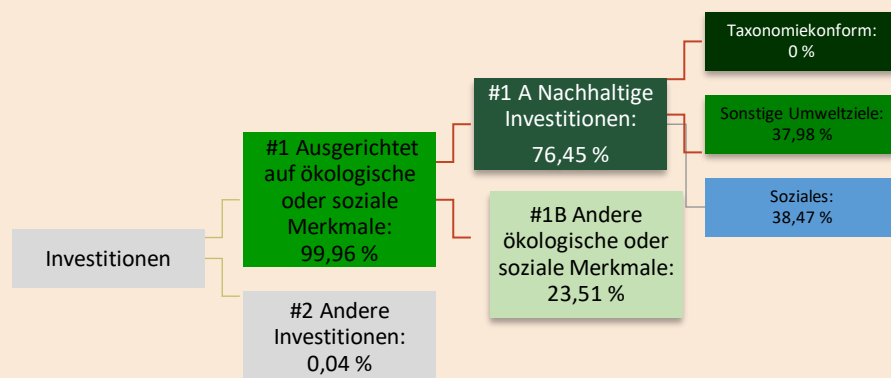 Investitionen
#1 Ausgerichtet
auf ökologische
oder soziale
Merkmale:
99,96 %
#2 Andere
Investitionen:
0,04 %
#1 A Nachhaltige
Investitionen:
76,45 %
#1B Andere
ökologische oder
soziale Merkmale:
23,51 %
Taxonomiekonform:
0 %
Sonstige Umweltziele:
37,98 %
Soziales:
38,47 %